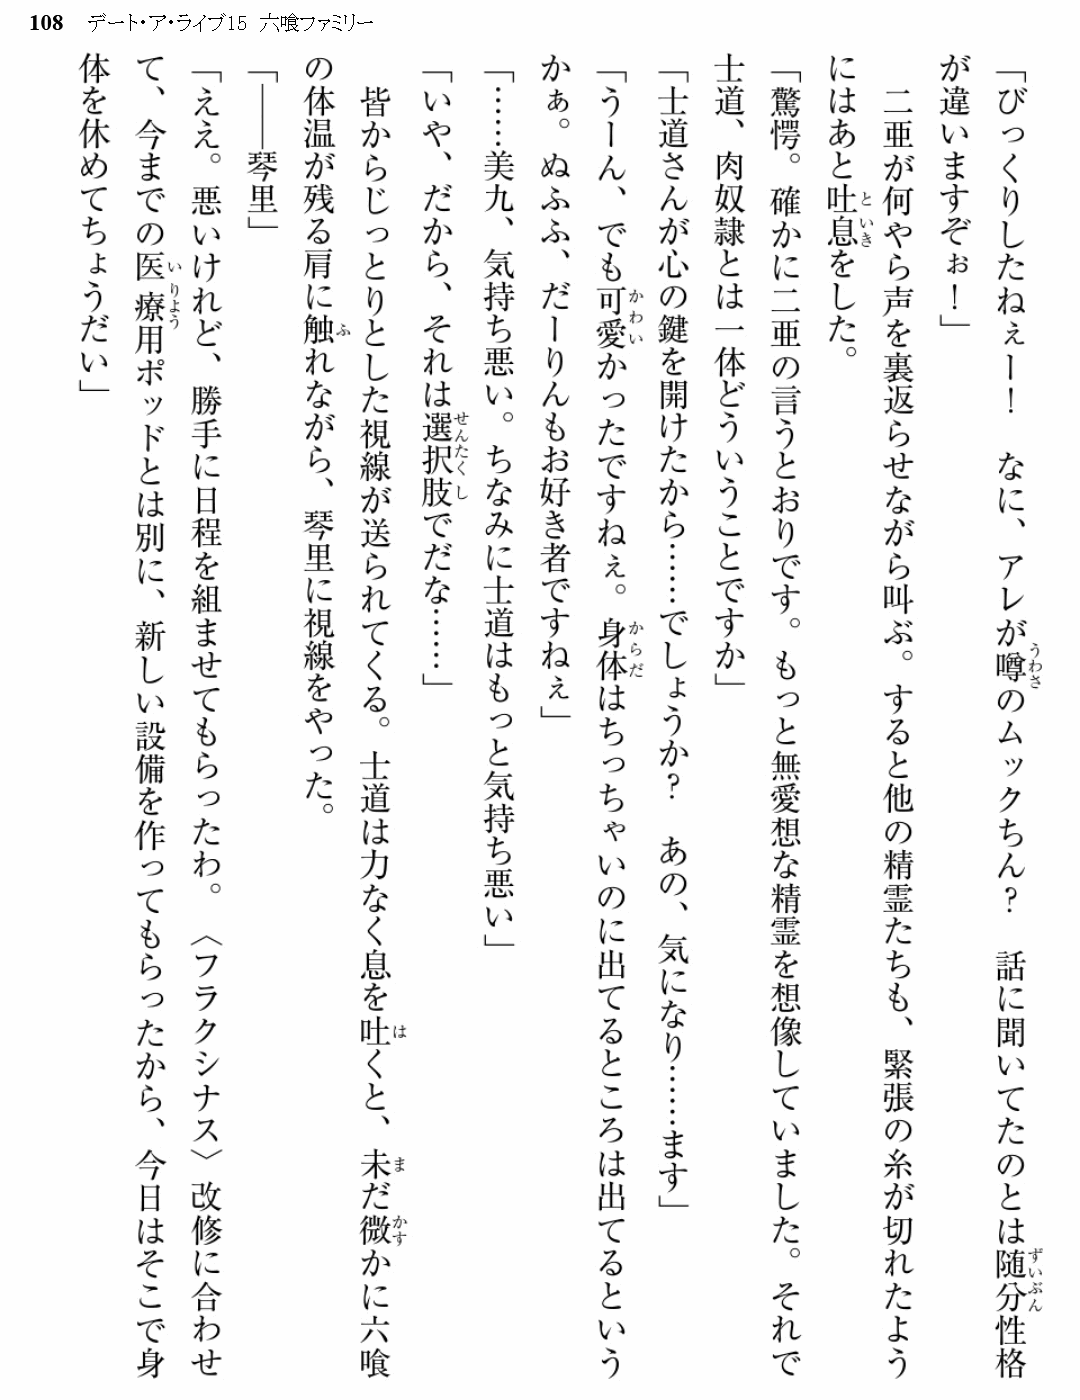 108　デート・ア・ライブ15　六喰ファミリー
「びっくりしたねぇー！　なに、アレが噂のムックちん？　話に聞いてたのとは随分性格
が違いますぞぉ！」
　二亜が何やら声を裏返らせながら叫ぶ。すると他の精霊たちも、緊張の糸が切れたよう
にはあと吐息をした。
「驚愕。確かに二亜の言うとおりです。もっと無愛想な精霊を想像していました。それで
士道、肉奴隷とは一体どういうことですか」
「士道さんが心の鍵を開けたから……でしょうか？　あの、気になり……ます」
「うーん、でも可愛かったですねぇ。身体はちっちゃいのに出てるところは出てるという
かぁ。ぬふふ、だーりんもお好き者ですねぇ」
「……美九、気持ち悪い。ちなみに士道はもっと気持ち悪い」
「いや、だから、それは選択肢でだな……」
　皆からじっとりとした視線が送られてくる。士道は力なく息を吐くと、未だ微かに六喰
の体温が残る肩に触れながら、琴里に視線をやった。
「――琴里」
「ええ。悪いけれど、勝手に日程を組ませてもらったわ。〈フラクシナス〉改修に合わせ
て、今までの医療用ポッドとは別に、新しい設備を作ってもらったから、今日はそこで身
体を休めてちょうだい」